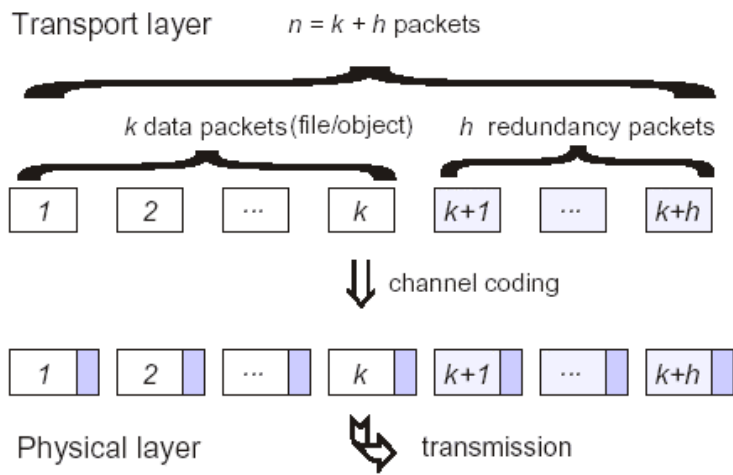 Transport layer n = k + h packets
k data packets (file/object) h redundancy packets
1 2 ... k k+1 ... k+h
channel coding
1 2 ... k k+1 ... k+h
Physical layer transmission